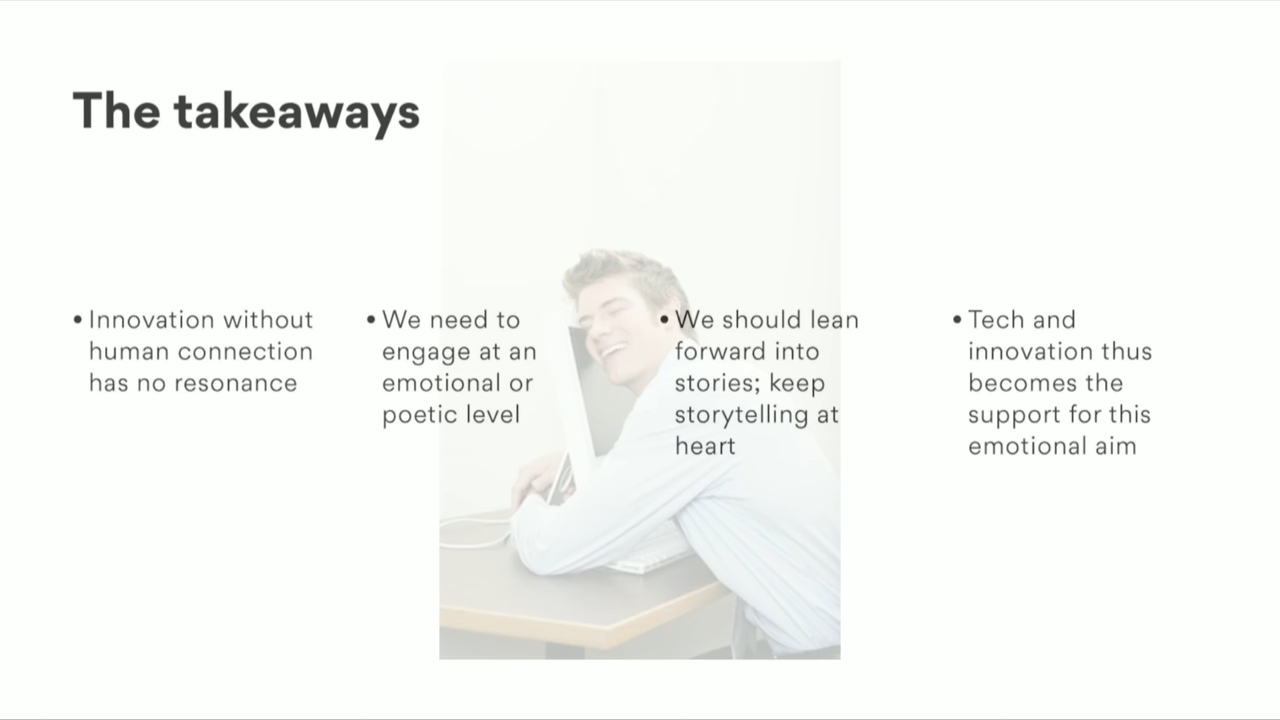 The takeaways
• Innovation without
human connection
has no resonance
• We need to
engage at an
emotional or
poetic level
• We should lean
forward into
stories; keep
storytelling at
heart
• Tech and
innovation thus
becomes the
support for this
emotional aim